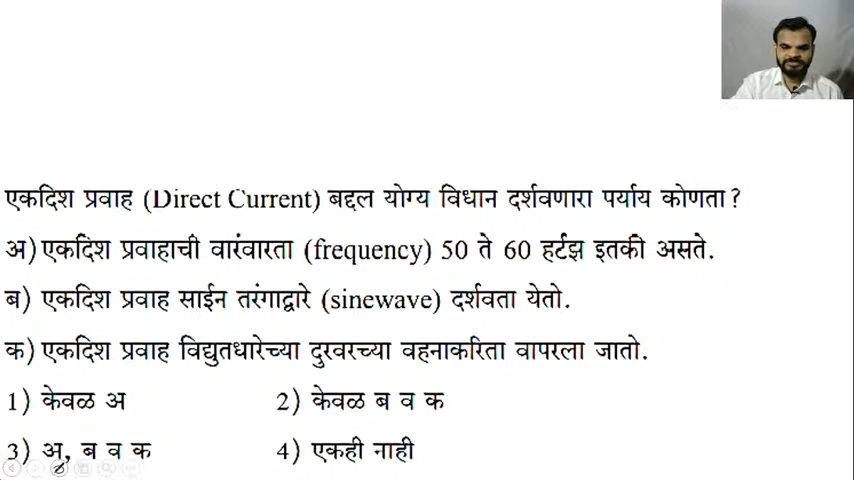 एकदिश प्रवाह (Direct Current) बद्दल योग्य विधान दर्शवणारा पर्याय कोणता?
अ) एकदिश प्रवाहाची वारंवारता (frequency) 50 ते 60 हर्टझ इतकी असते.
ब) एकदिश प्रवाह साईन तरंगाद्वारे (sinewave) दर्शवता येतो.
क) एकदिश प्रवाह विद्युतधारेच्या दुरवरच्या वहनाकरिता वापरला जातो.
1) केवळ अ 2) केवळ ब व क
3) अ, ब व क 4) एकही नाही